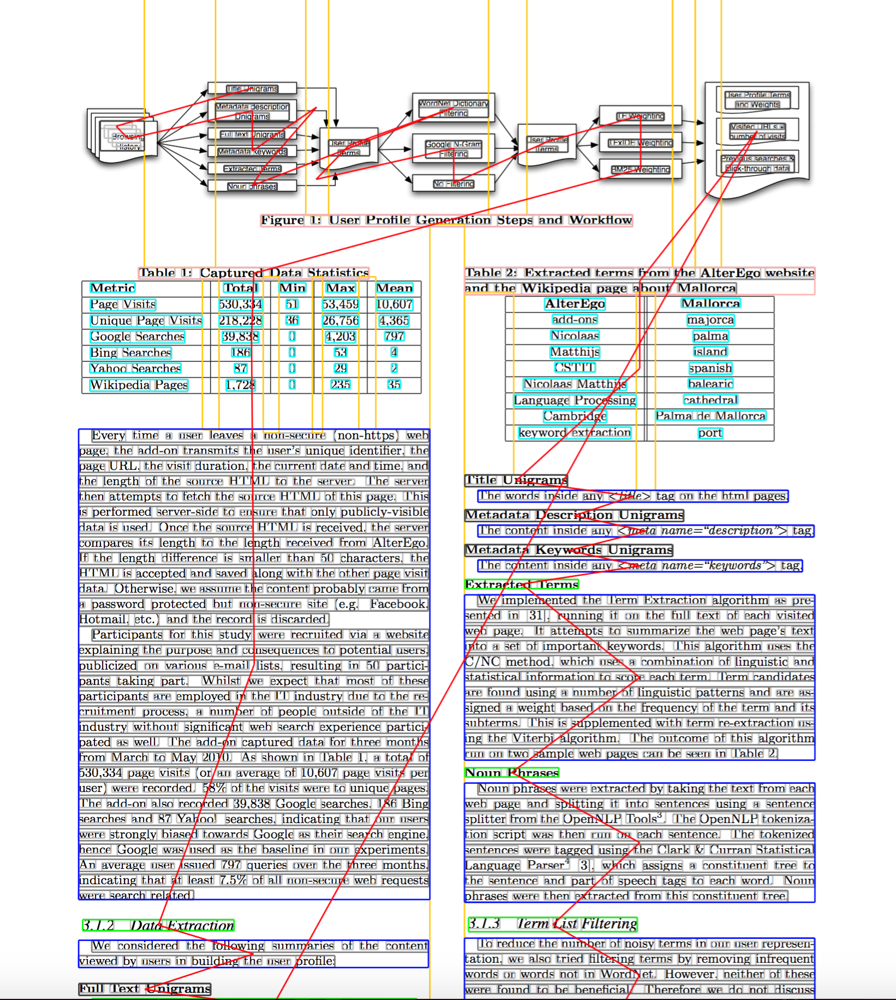 Browsing
History
Title Unigrams
Metadata description
Unigrams
Full text Unigrams
Metadata keywords
Extracted Terms
Noun phrases
User Profile
Terms
WordNet Dictionary
Filtering
Google N-Gram
Filtering
No Filtering
User Profile
Terms
TF Weighting
TFxIDF Weighting
BM25 Weighting
User Profile Terms
and Weights
Visited URLs +
number of visits
Previous searches &
click-through data
Figure 1: User Profile Generation Steps and Workflow
Table 1: Captured Data Statistics
Metric Total Min Max Mean
Page Visits 530,334 51 53,459 10,607
Unique Page Visits 218,228 36 26,756 4,365
Google Searches 39,838 0 4,203 797
Bing Searches 186 0 53 4
Yahoo Searches 87 0 29 2
Wikipedia Pages 1,728 0 235 35
Every time a user leaves a non-secure (non-https) web
page, the add-on transmits the user's unique identifier, the
page URL, the visit duration, the current date and time, and
the length of the source HTML to the server. The server
then attempts to fetch the source HTML of this page. This
is performed server-side to ensure that only publicly-visible
data is used. Once the source HTML is received, the server
compares its length to the length received from AlterEgo.
If the length difference is smaller than 50 characters, the
HTML is accepted and saved along with the other page visit
data. Otherwise, we assume the content probably came from
a password protected but non-secure site (e.g. Facebook,
Hotmail, etc.) and the record is discarded.
Participants for this study were recruited via a website
explaining the purpose and consequences to potential users,
publicized on various e-mail lists, resulting in 50 partici-
pants taking part. Whilst we expect that most of these
participants are employed in the IT industry due to the re-
cruitment process, a number of people outside of the IT
industry without significant web search experience partici-
pated as well. The add-on captured data for three months
from March to May 2010. As shown in Table 1, a total of
530,334 page visits (or an average of 10,607 page visits per
user) were recorded. 58% of the visits were to unique pages.
The add-on also recorded 39,838 Google searches, 186 Bing
searches and 87 Yahoo! searches, indicating that our users
were strongly biased towards Google as their search engine,
hence Google was used as the baseline in our experiments.
An average user issued 797 queries over the three months,
indicating that at least 7.5% of all non-secure web requests
were search related.
3.1.2 Data Extraction
We considered the following summaries of the content
viewed by users in building the user profile:
Full Text Unigrams
Table 2: Extracted terms from the AlterEgo website
and the Wikipedia page about Mallorca
AlterEgo Mallorca
add-ons majorca
Nicolaas palma
Matthijs island
CSTIT spanish
Nicolaas Matthijs balearic
Language Processing cathedral
Cambridge Palma de Mallorca
keyword extraction port
Title Unigrams
The words inside any <title> tag on the html pages.
Metadata Description Unigrams
The content inside any <meta name=“description”> tag.
Metadata Keywords Unigrams
The content inside any <meta name=“keywords”> tag.
Extracted Terms
We implemented the Term Extraction algorithm as pre-
sented in [31], running it on the full text of each visited
web page. It attempts to summarize the web page's text
into a set of important keywords. This algorithm uses the
C/NC method, which uses a combination of linguistic and
statistical information to score each term. Term candidates
are found using a number of linguistic patterns and are as-
signed a weight based on the frequency of the term and its
subterms. This is supplemented with term re-extraction us-
ing the Viterbi algorithm. The outcome of this algorithm
run on two sample web pages can be seen in Table 2.
Noun Phrases
Noun phrases were extracted by taking the text from each
web page and splitting it into sentences using a sentence
splitter from the OpenNLP Tools³. The OpenNLP tokeniza-
tion script was then run on each sentence. The tokenized
sentences were tagged using the Clark & Curran Statistical
Language Parser⁴ [3], which assigns a constituent tree to
the sentence and part of speech tags to each word. Noun
phrases were then extracted from this constituent tree.
3.1.3 Term List Filtering
To reduce the number of noisy terms in our user represen-
tation, we also tried filtering terms by removing infrequent
words or words not in WordNet. However, neither of these
were found to be beneficial. Therefore we do not discuss